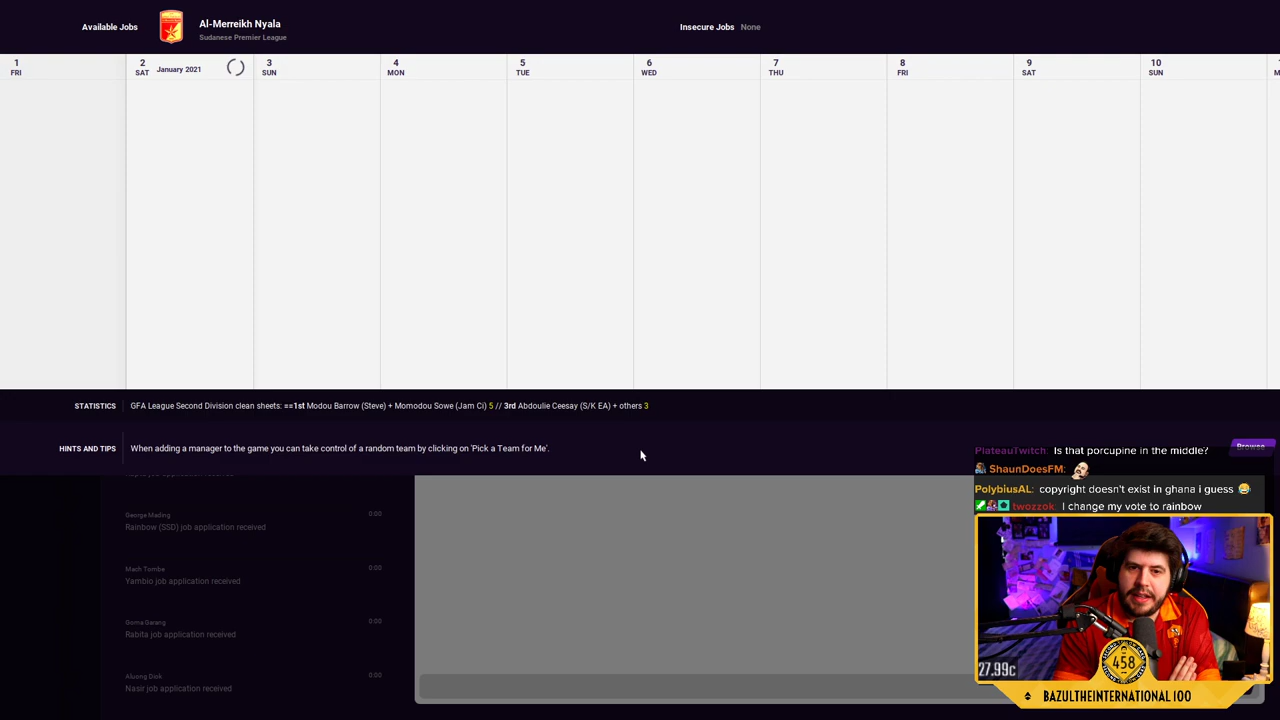 Available Jobs
Al-Merreikh Nyala
Sudanese Premier League
Insecure Jobs None
1 FRI
2 SAT January 2021
3 SUN
4 MON
5 TUE
6 WED
7 THU
8 FRI
9 SAT
10 SUN
STATISTICS GFA League Second Division clean sheets: ==1st Modou Barrow (Steve) + Momodou Sowe (Jam Ci) 5 // 3rd Abdoulie Ceesay (S/K EA) + others 3
HINTS AND TIPS When adding a manager to the game you can take control of a random team by clicking on 'Pick a Team for Me'.
Browse
PlateauTwitch: Is that porcupine in the middle?
ShaunDoesFM:
PolybiusAL: copyright doesn't exist in ghana i guess 😂
twozzok: I change my vote to rainbow
George Mading 0:00
Rainbow (SSD) job application received
Mach Tombe 0:00
Yambio job application received
Goma Garang 0:00
Rabita job application received
0:00
Nasir job application received
27.99c
458
BAZULTHEINTERNATIONAL100